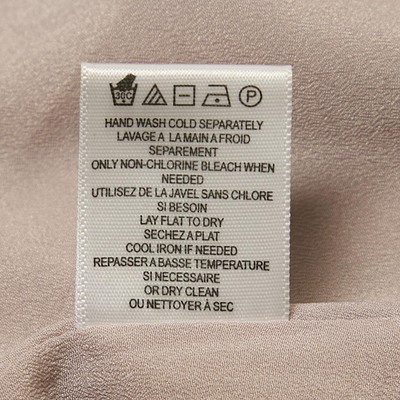 30C P
HAND WASH COLD SEPARATELY
LAVAGE A LA MAIN A FROID
SEPAREMENT
ONLY NON-CHLORINE BLEACH WHEN
NEEDED
UTILISEZ DE LA JAVEL SANS CHLORE
SI BESOIN
LAY FLAT TO DRY
SECHEZ A PLAT
COOL IRON IF NEEDED
REPASSER A BASSE TEMPERATURE
SI NECESSAIRE
OR DRY CLEAN
OU NETTOYER À SEC